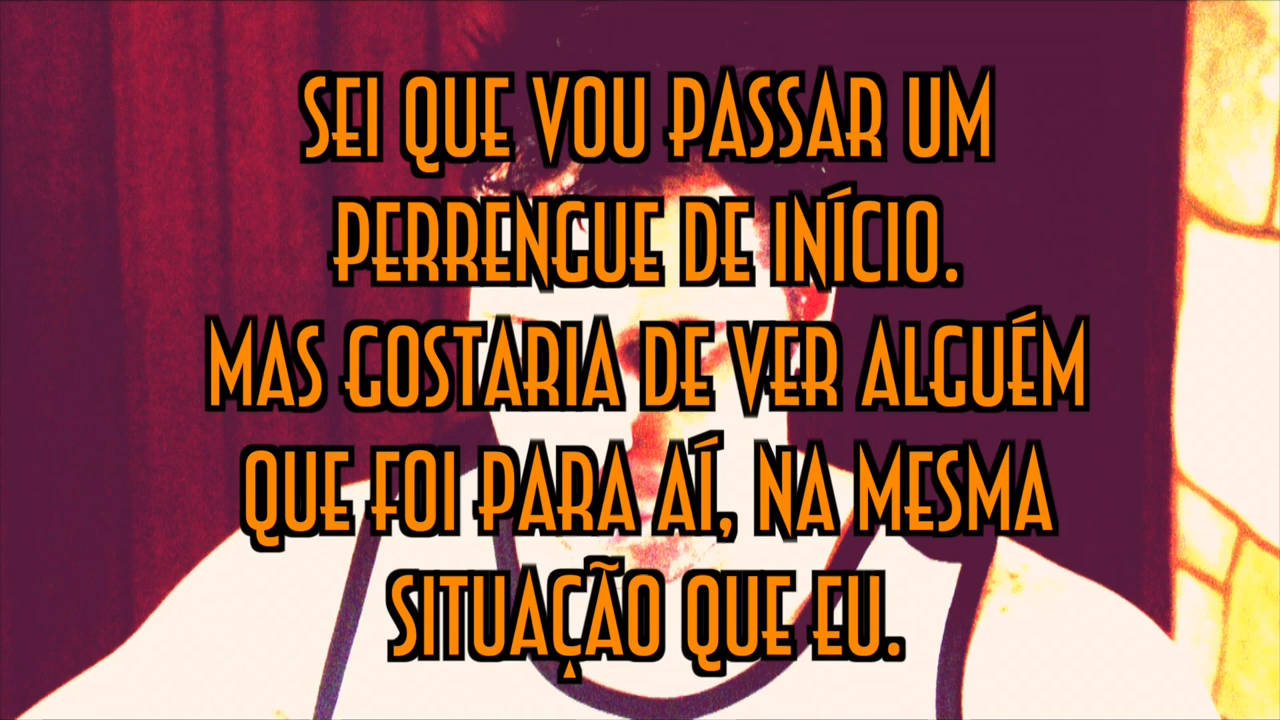 SEI QUE VOU PASSAR UM
PERRENGUE DE INÍCIO.
MAS GOSTARIA DE VER ALGUÉM
QUE FOI PARA AÍ, NA MESMA
SITUAÇÃO QUE EU.